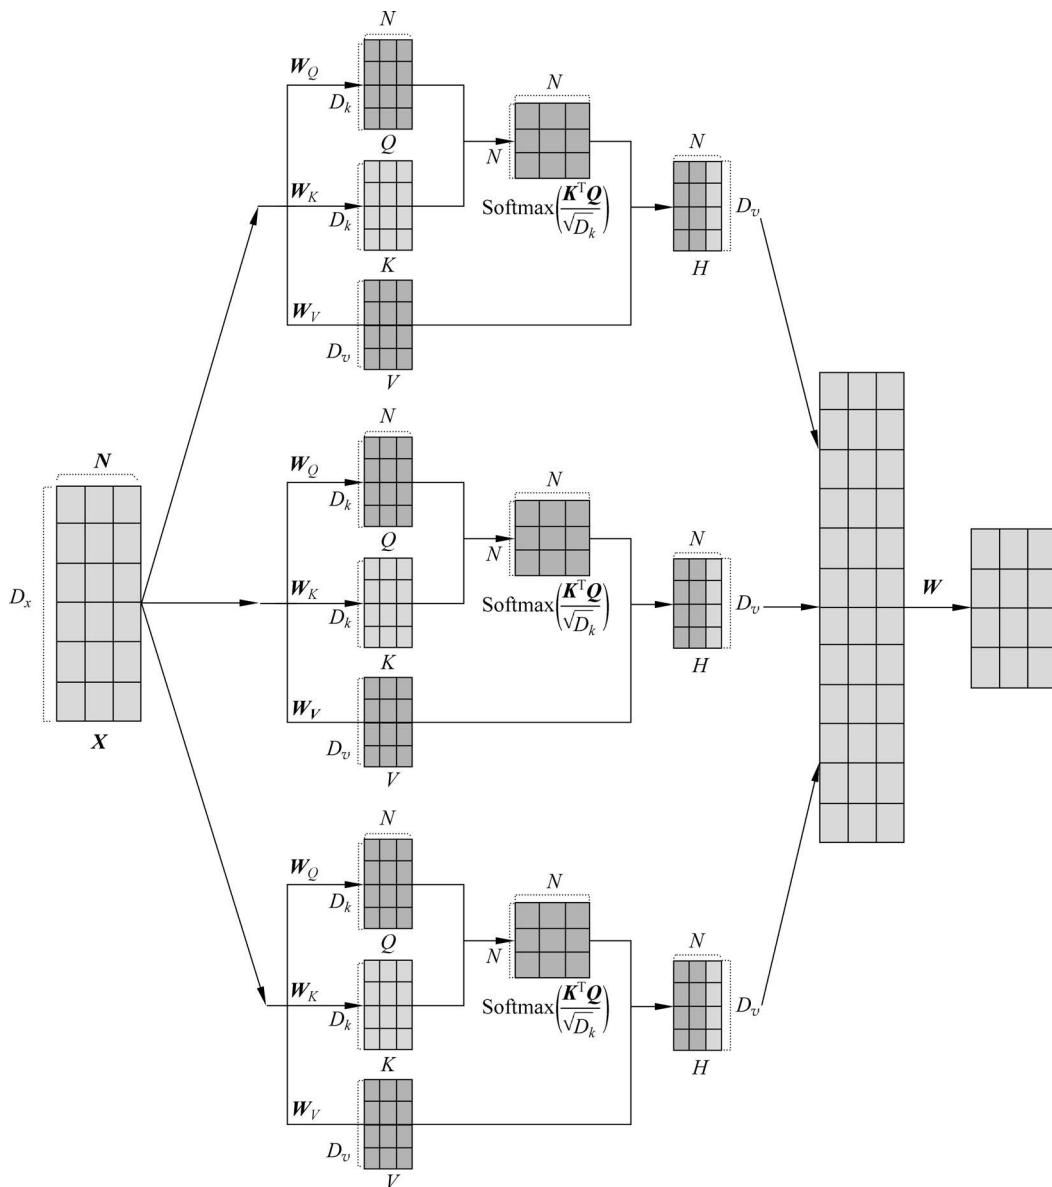 N
W_Q
D_k
Q
N
N
Softmax(K^T Q / √D_k)
W_K
D_k
K
W_V
D_v
V
N
D_v
H
N
D_x
X
N
W_Q
D_k
Q
N
N
Softmax(K^T Q / √D_k)
W_K
D_k
K
W_V
D_v
V
N
D_v
H
W
N
W_Q
D_k
Q
N
N
Softmax(K^T Q / √D_k)
W_K
D_k
K
W_V
D_v
V
N
D_v
H